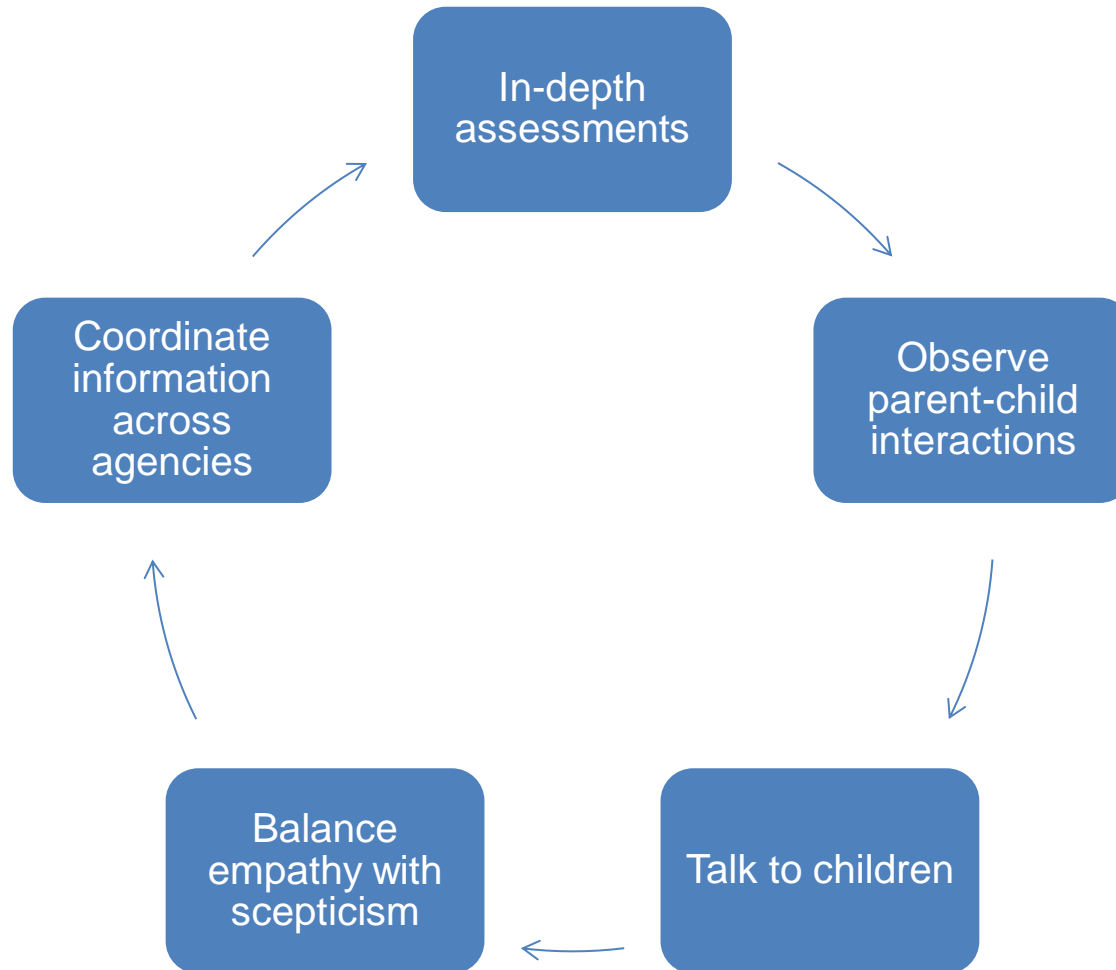 In-depth
assessments
Observe
parent-child
interactions
Talk to children
Balance
empathy with
scepticism
Coordinate
information
across
agencies